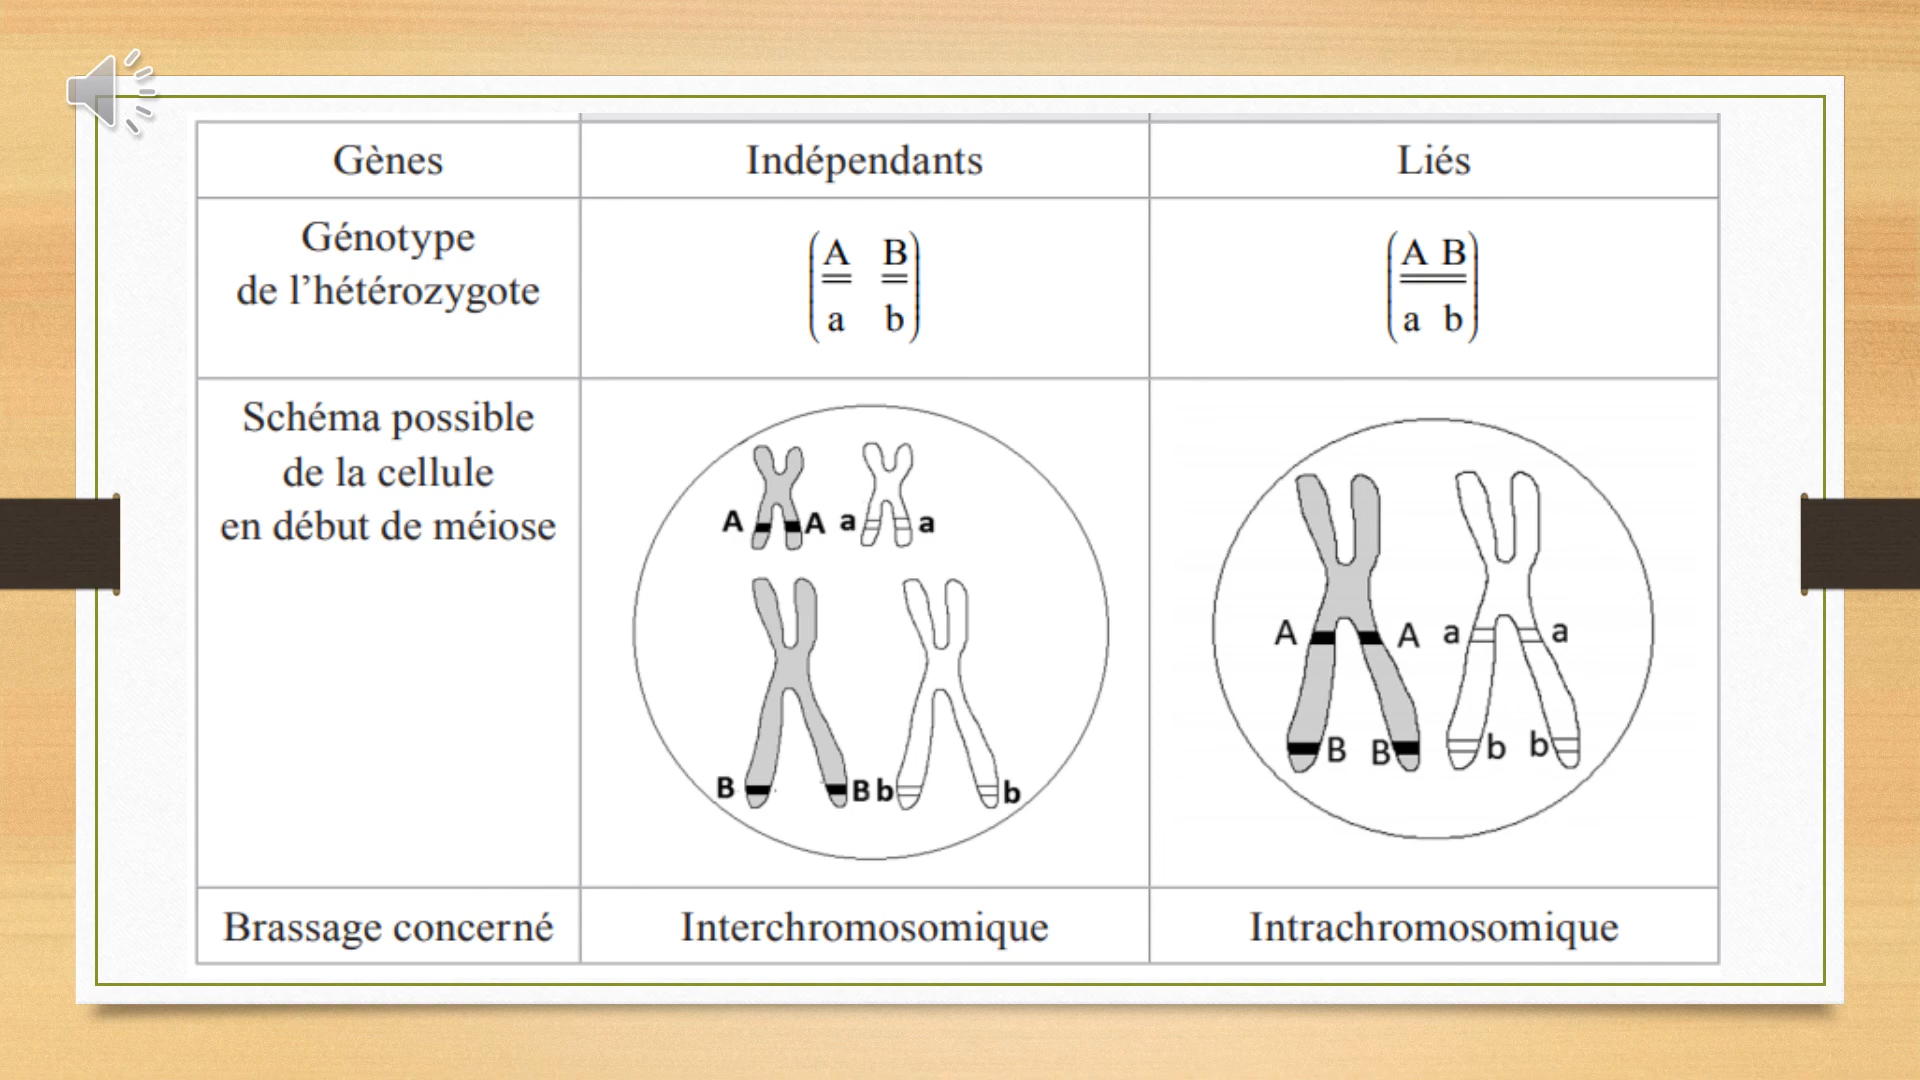 Gènes
Indépendants
Liés
Génotype
de l’hétérozygote
A B
a b
A B
a b
Schéma possible
de la cellule
en début de méiose
A A a a
B B b b
A A a a
B B b b
Brassage concerné
Interchromosomique
Intrachromosomique